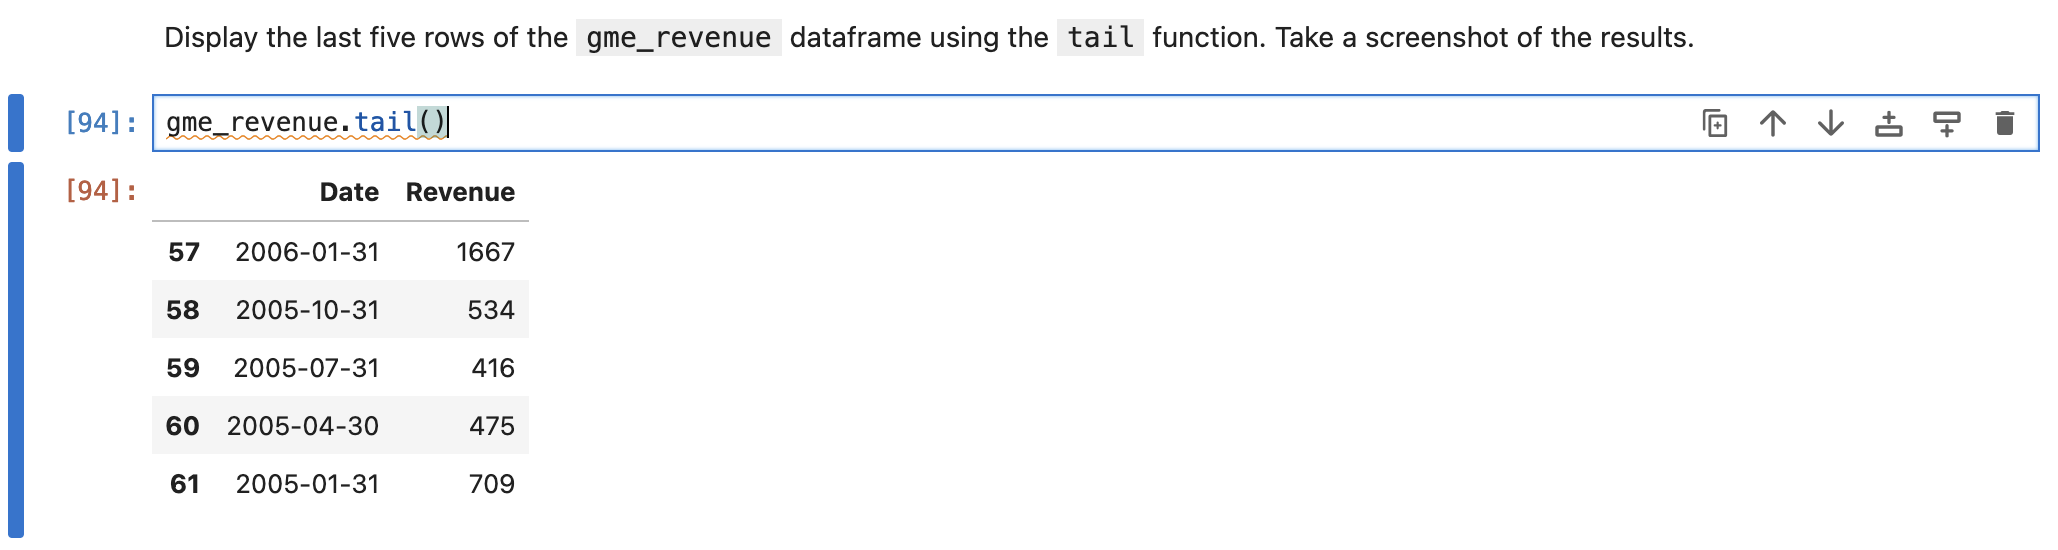 Display the last five rows of the gme_revenue dataframe using the tail function. Take a screenshot of the results.
[94]: gme_revenue.tail()
[94]: Date Revenue
57 2006-01-31 1667
58 2005-10-31 534
59 2005-07-31 416
60 2005-04-30 475
61 2005-01-31 709